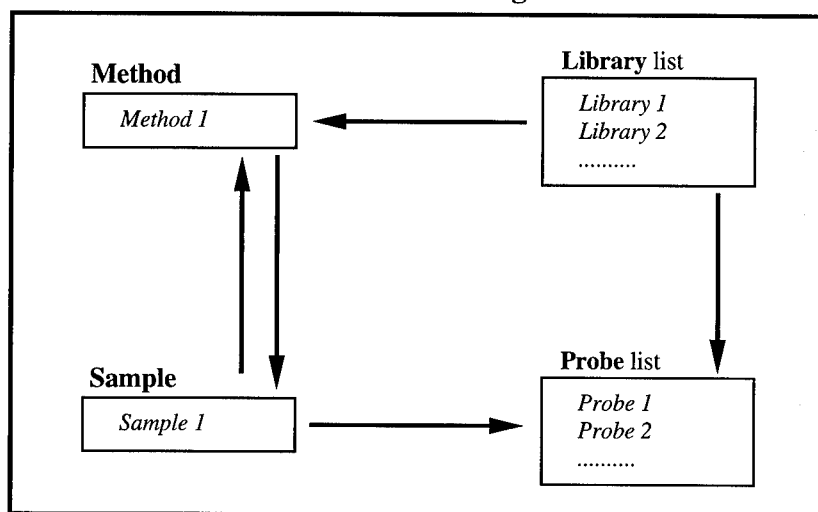 Method
Method 1
Library list
Library 1
Library 2
..........
Sample
Sample 1
Probe list
Probe 1
Probe 2
..........